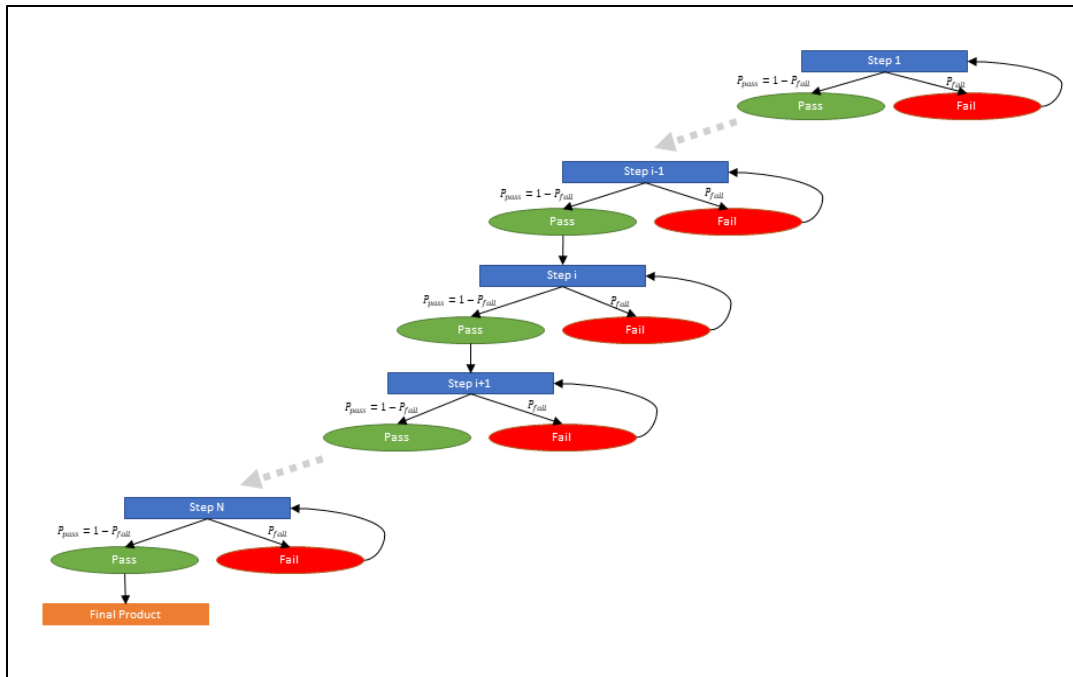 Step 1
P_pass = 1 − P_fail
P_fail
Pass
Fail
Step i-1
P_pass = 1 − P_fail
P_fail
Pass
Fail
Step i
P_pass = 1 − P_fail
P_fail
Pass
Fail
Step i+1
P_pass = 1 − P_fail
P_fail
Pass
Fail
Step N
P_pass = 1 − P_fail
P_fail
Pass
Fail
Final Product